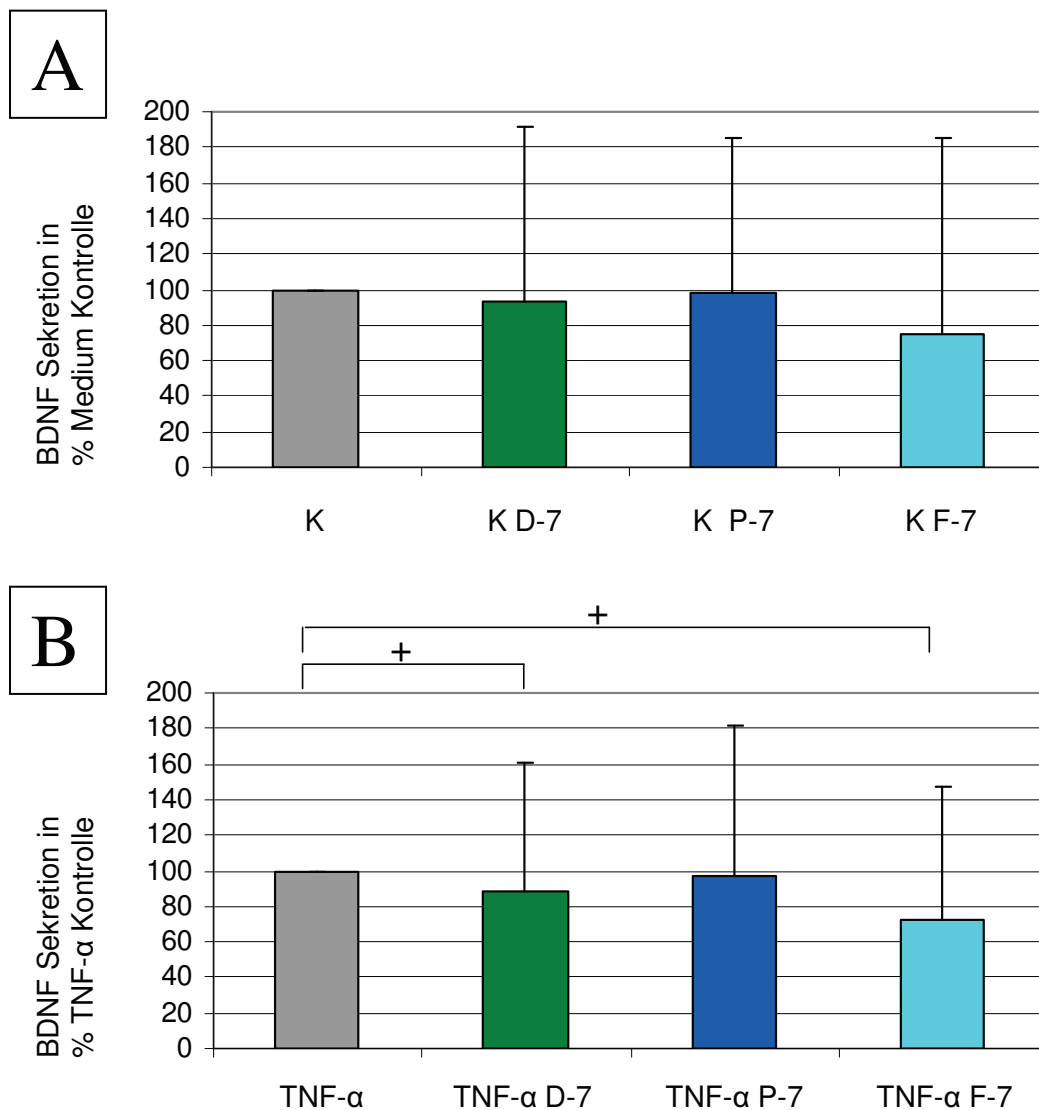 A
200
180
160
140
120
100
80
60
40
20
0
BDNF Sekretion in
% Medium Kontrolle
K
K D-7
K P-7
K F-7
B
+
+
200
180
160
140
120
100
80
60
40
20
0
BDNF Sekretion in
% TNF-α Kontrolle
TNF-α
TNF-α D-7
TNF-α P-7
TNF-α F-7